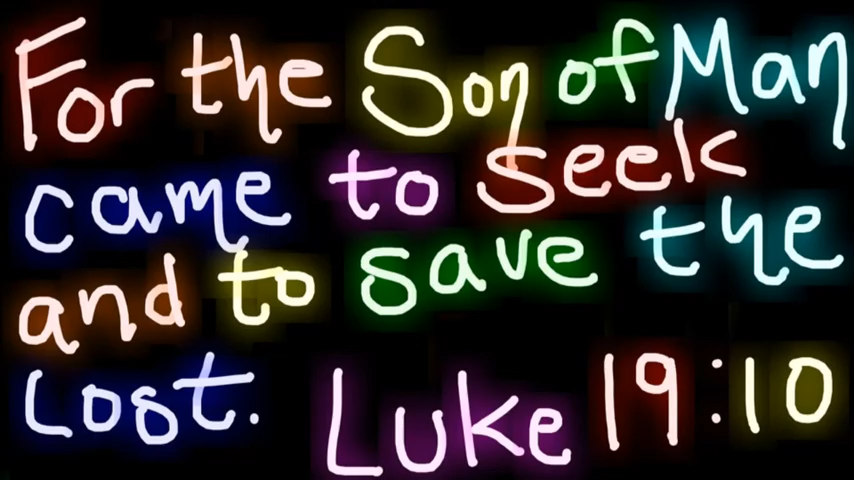 For the Son of Man
came to seek
and to save the
Lost. Luke 19:10